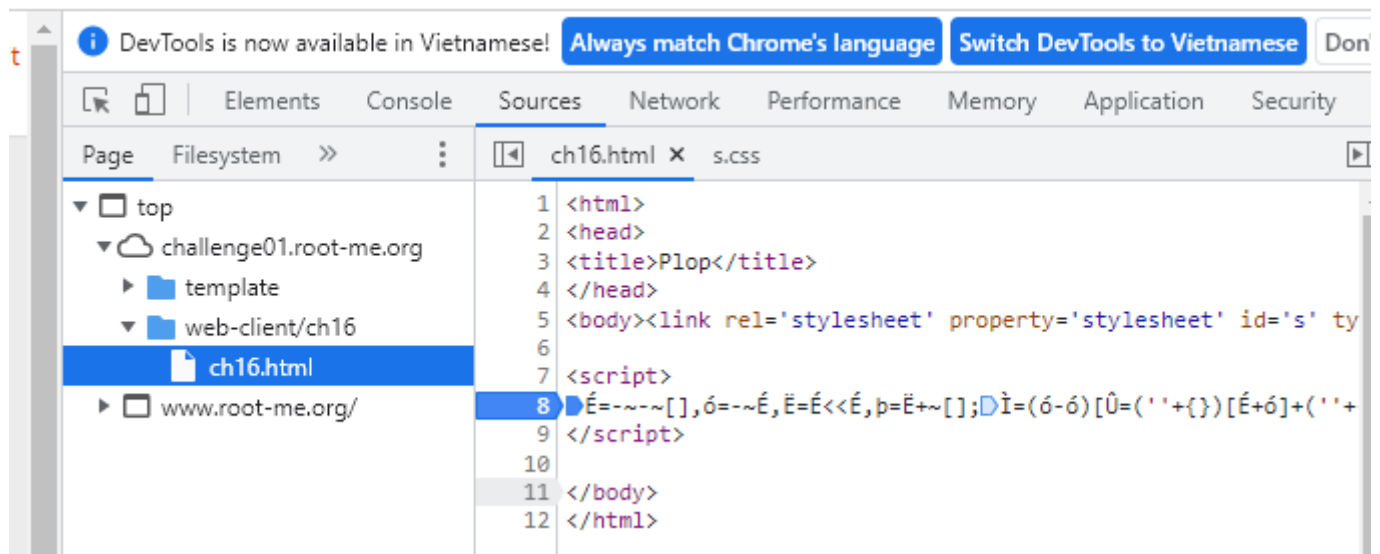 t
DevTools is now available in Vietnamese! Always match Chrome's language Switch DevTools to Vietnamese Don'
Elements Console Sources Network Performance Memory Application Security
Page Filesystem » ch16.html × s.css
top
challenge01.root-me.org
template
web-client/ch16
ch16.html
www.root-me.org/
1 <html>
2 <head>
3 <title>Plop</title>
4 </head>
5 <body><link rel='stylesheet' property='stylesheet' id='s' ty
6
7 <script>
8 É=-~-~[],ó=-~É,Ë=É<<É,þ=Ë+~[];Ì=(ó-ó)[Û=(''+{})[É+ó]+(''+
9 </script>
10
11 </body>
12 </html>